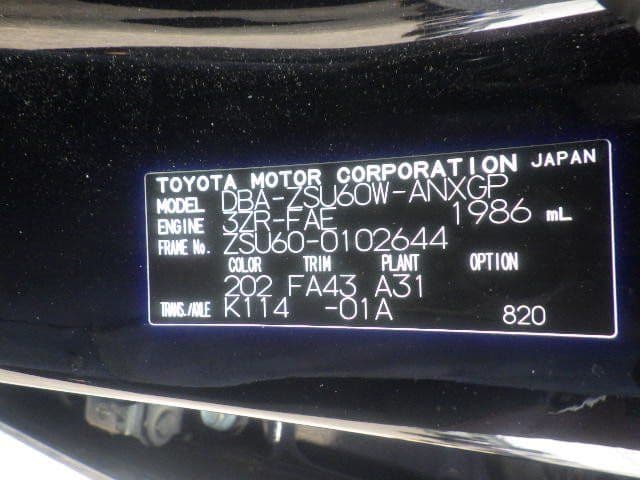 TOYOTA MOTOR CORPORATION JAPAN
MODEL DBA-ZSU60W-ANXGP
ENGINE 3ZR-FAE 1986 mL
FRAME No. ZSU60-0102644
COLOR TRIM PLANT OPTION
202 FA43 A31
TRANS./AXLE K114 -01A 820